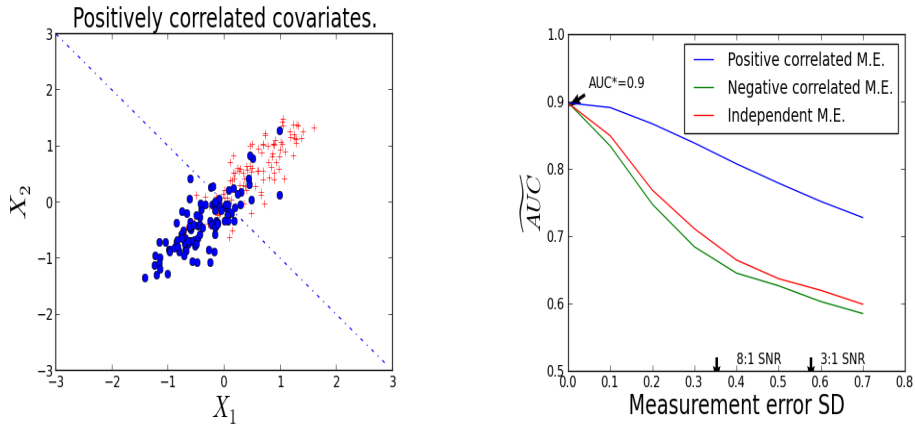 Positively correlated covariates.
3
2
1
0
−1
−2
−3
−3
−2
−1
0
1
2
3
X₂
X₁
1.0
0.9
0.8
0.7
0.6
0.5
0.0
0.1
0.2
0.3
0.4
0.5
0.6
0.7
0.8
AUC
Measurement error SD
AUC*=0.9
Positive correlated M.E.
Negative correlated M.E.
Independent M.E.
8:1 SNR
3:1 SNR